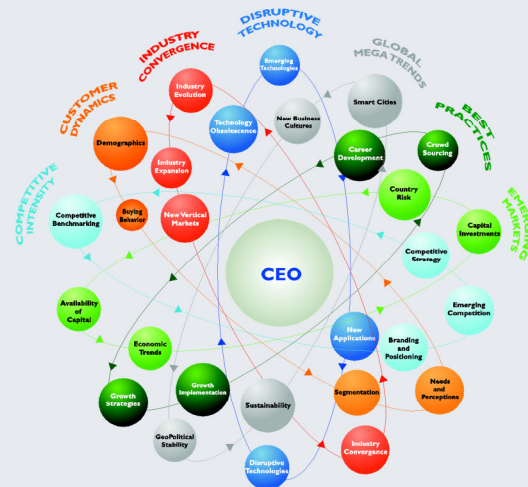 DISRUPTIVE
TECHNOLOGY
INDUSTRY
CONVERGENCE
GLOBAL
MEGA TRENDS
CUSTOMER
DYNAMICS
BEST
PRACTICES
COMPETITIVE
INTENSITY
EMERGING
MARKETS
Emerging
Technologies
Industry
Evolution
Smart Cities
Technology
Obsolescence
New Business
Cultures
Demographics
Career
Development
Crowd
Sourcing
Industry
Expansion
Country
Risk
Competitive
Benchmarking
Buying
Behavior
New Vertical
Markets
Capital
Investments
Competitive
Strategy
CEO
Availability
of
Capital
Emerging
Competition
New
Applications
Economic
Trends
Branding
and
Positioning
Growth
Strategies
Growth
Implementation
Sustainability
Segmentation
Needs
and
Perceptions
GeoPolitical
Stability
Industry
Convergence
Disruptive
Technologies